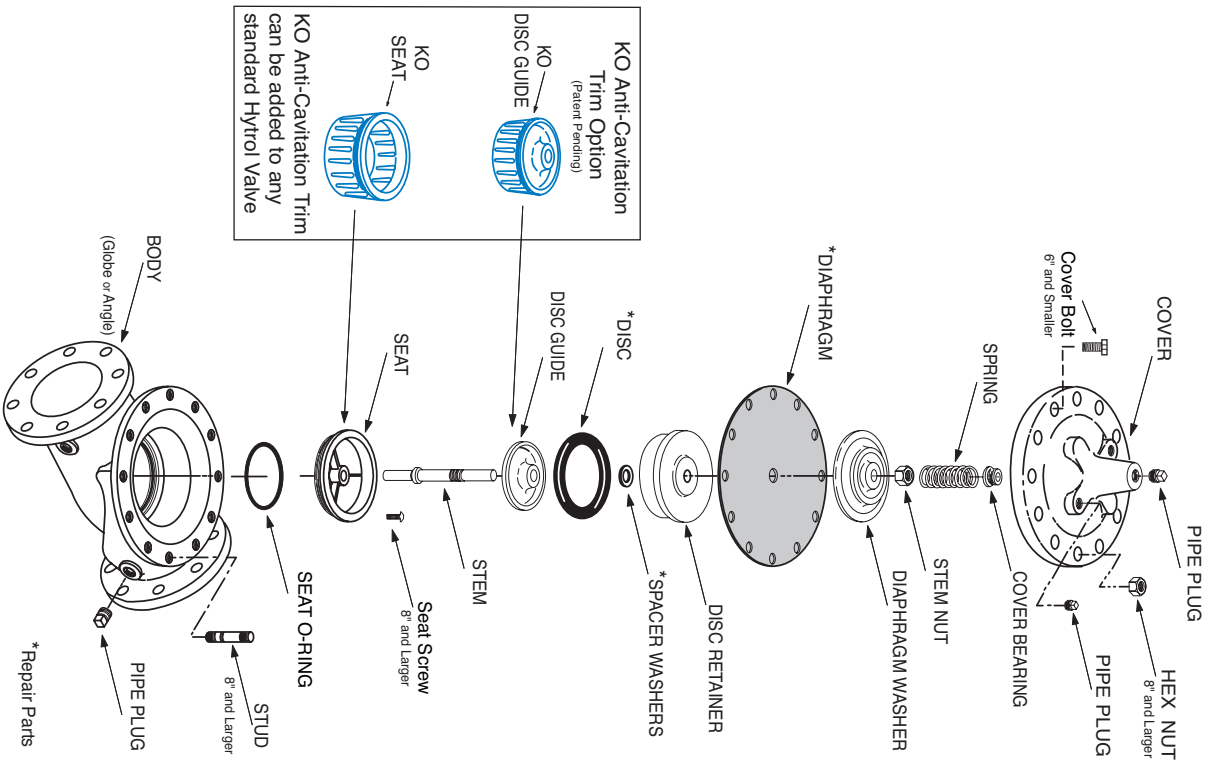 KO Anti-Cavitation
Trim Option
(Patent Pending)
KO
DISC GUIDE
KO
SEAT
KO Anti-Cavitation Trim
can be added to any
standard Hytrol Valve
PIPE PLUG
HEX NUT
8" and Larger
PIPE PLUG
COVER
Cover Bolt
6" and Smaller
COVER BEARING
SPRING
STEM NUT
DIAPHRAGM WASHER
*DIAPHRAGM
DISC RETAINER
*SPACER WASHERS
*DISC
DISC GUIDE
STEM
Seat Screw
8" and Larger
SEAT
SEAT O-RING
STUD
8" and Larger
PIPE PLUG
BODY
(Globe or Angle)
*Repair Parts